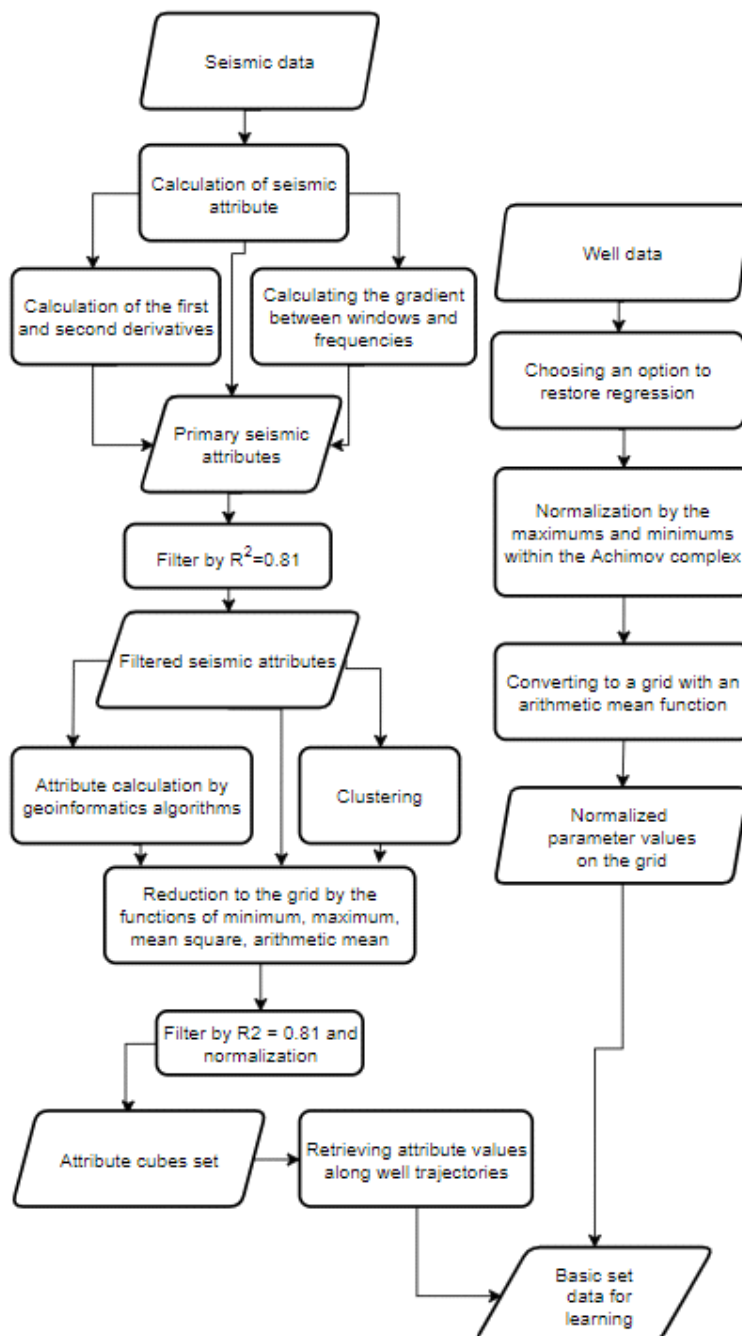 Seismic data
Calculation of seismic
attribute
Calculation of the first
and second derivatives
Calculating the gradient
between windows and
frequencies
Primary seismic
attributes
Filter by R²=0.81
Filtered seismic attributes
Attribute calculation by
geoinformatics algorithms
Clustering
Reduction to the grid by the
functions of minimum, maximum,
mean square, arithmetic mean
Filter by R2 = 0.81 and
normalization
Attribute cubes set
Retrieving attribute values
along well trajectories
Well data
Choosing an option to
restore regression
Normalization by the
maximums and minimums
within the Achimov complex
Converting to a grid with an
arithmetic mean function
Normalized
parameter values
on the grid
Basic set
data for
learning